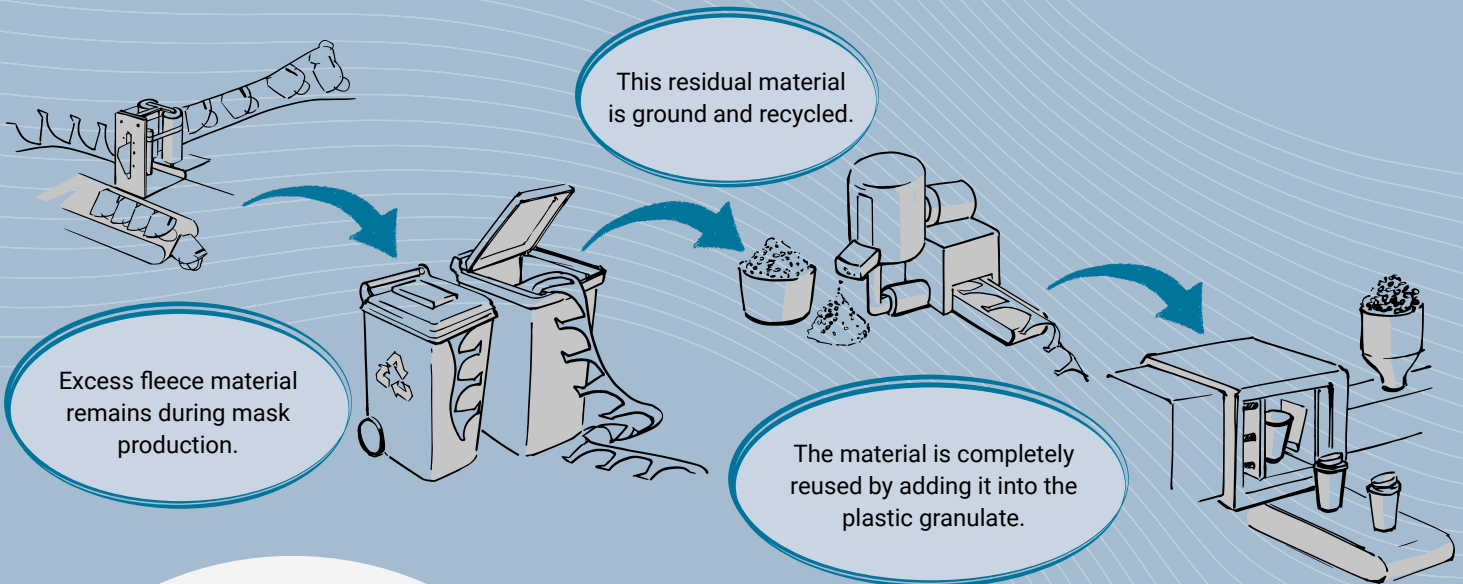 This residual material
is ground and recycled.
Excess fleece material
remains during mask
production.
The material is completely
reused by adding it into the
plastic granulate.